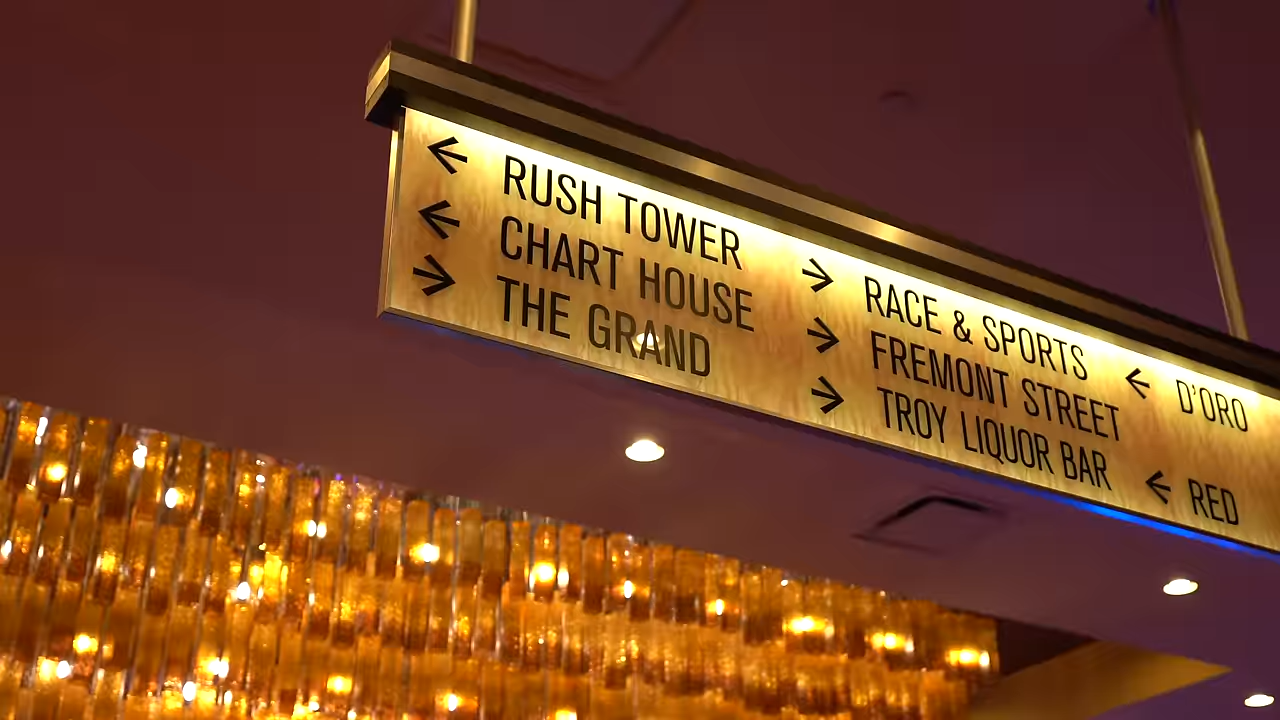 ← RUSH TOWER
← CHART HOUSE
→ THE GRAND
→ RACE & SPORTS
→ FREMONT STREET
→ TROY LIQUOR BAR
← D'ORO
← RED